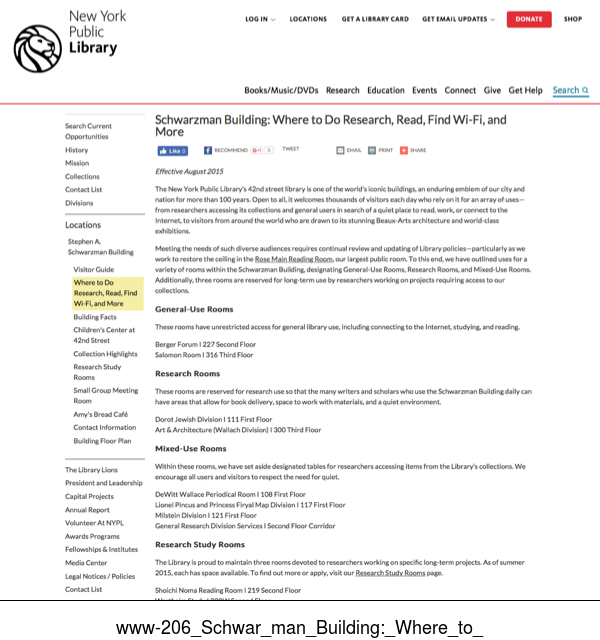 New York
Public
Library
LOG IN
LOCATIONS
GET A LIBRARY CARD
GET EMAIL UPDATES
DONATE
SHOP
Books/Music/DVDs Research Education Events Connect Give Get Help Search
Search Current
Opportunities
History
Mission
Collections
Contact List
Divisions
Locations
Stephen A.
Schwarzman Building
Visitor Guide
Where to Do
Research, Read, Find
Wi-Fi, and More
Building Facts
Children's Center at
42nd Street
Collection Highlights
Research Study
Rooms
Small Group Meeting
Room
Amy's Bread Café
Contact Information
Building Floor Plan
The Library Lions
President and Leadership
Capital Projects
Annual Report
Volunteer At NYPL
Awards Programs
Fellowships & Institutes
Media Center
Legal Notices / Policies
Contact List
Schwarzman Building: Where to Do Research, Read, Find Wi-Fi, and
More
Like 0
RECOMMEND
G+1 0
TWEET
EMAIL
PRINT
SHARE
Effective August 2015
The New York Public Library's 42nd street library is one of the world's iconic buildings, an enduring emblem of our city and
nation for more than 100 years. Open to all, it welcomes thousands of visitors each day who rely on it for an array of uses—
from researchers accessing its collections and general users in search of a quiet place to read, work, or connect to the
Internet, to visitors from around the world who are drawn to its stunning Beaux-Arts architecture and world-class
exhibitions.
Meeting the needs of such diverse audiences requires continual review and updating of Library policies—particularly as we
work to restore the ceiling in the Rose Main Reading Room, our largest public room. To this end, we have outlined uses for a
variety of rooms within the Schwarzman Building, designating General-Use Rooms, Research Rooms, and Mixed-Use Rooms.
Additionally, three rooms are reserved for long-term use by researchers working on projects requiring access to our
collections.
General-Use Rooms
These rooms have unrestricted access for general library use, including connecting to the Internet, studying, and reading.
Berger Forum | 227 Second Floor
Salomon Room | 316 Third Floor
Research Rooms
These rooms are reserved for research use so that the many writers and scholars who use the Schwarzman Building daily can
have areas that allow for book delivery, space to work with materials, and a quiet environment.
Dorot Jewish Division | 111 First Floor
Art & Architecture (Wallach Division) | 300 Third Floor
Mixed-Use Rooms
Within these rooms, we have set aside designated tables for researchers accessing items from the Library's collections. We
encourage all users and visitors to respect the need for quiet.
DeWitt Wallace Periodical Room | 108 First Floor
Lionel Pincus and Princess Firyal Map Division | 117 First Floor
Milstein Division | 121 First Floor
General Research Division Services | Second Floor Corridor
Research Study Rooms
The Library is proud to maintain three rooms devoted to researchers working on specific long-term projects. As of summer
2015, each has space available. To find out more or apply, visit our Research Study Rooms page.
Shoichi Noma Reading Room | 219 Second Floor
www-206_Schwar_man_Building:_Where_to_